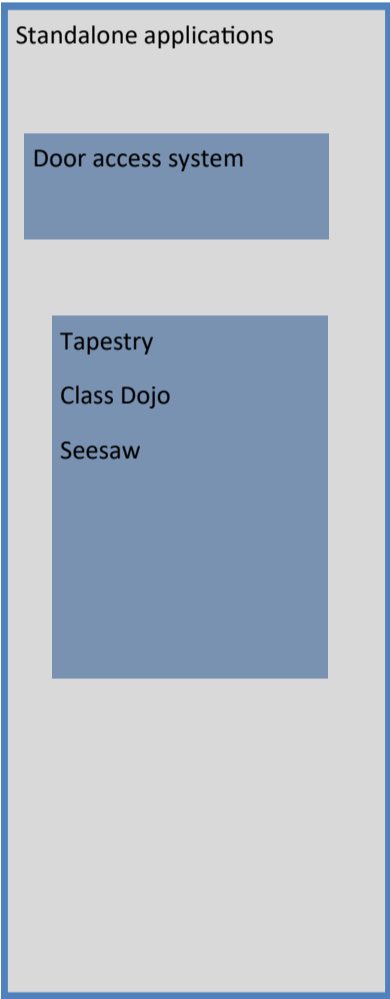 Standalone applications
Door access system
Tapestry
Class Dojo
Seesaw